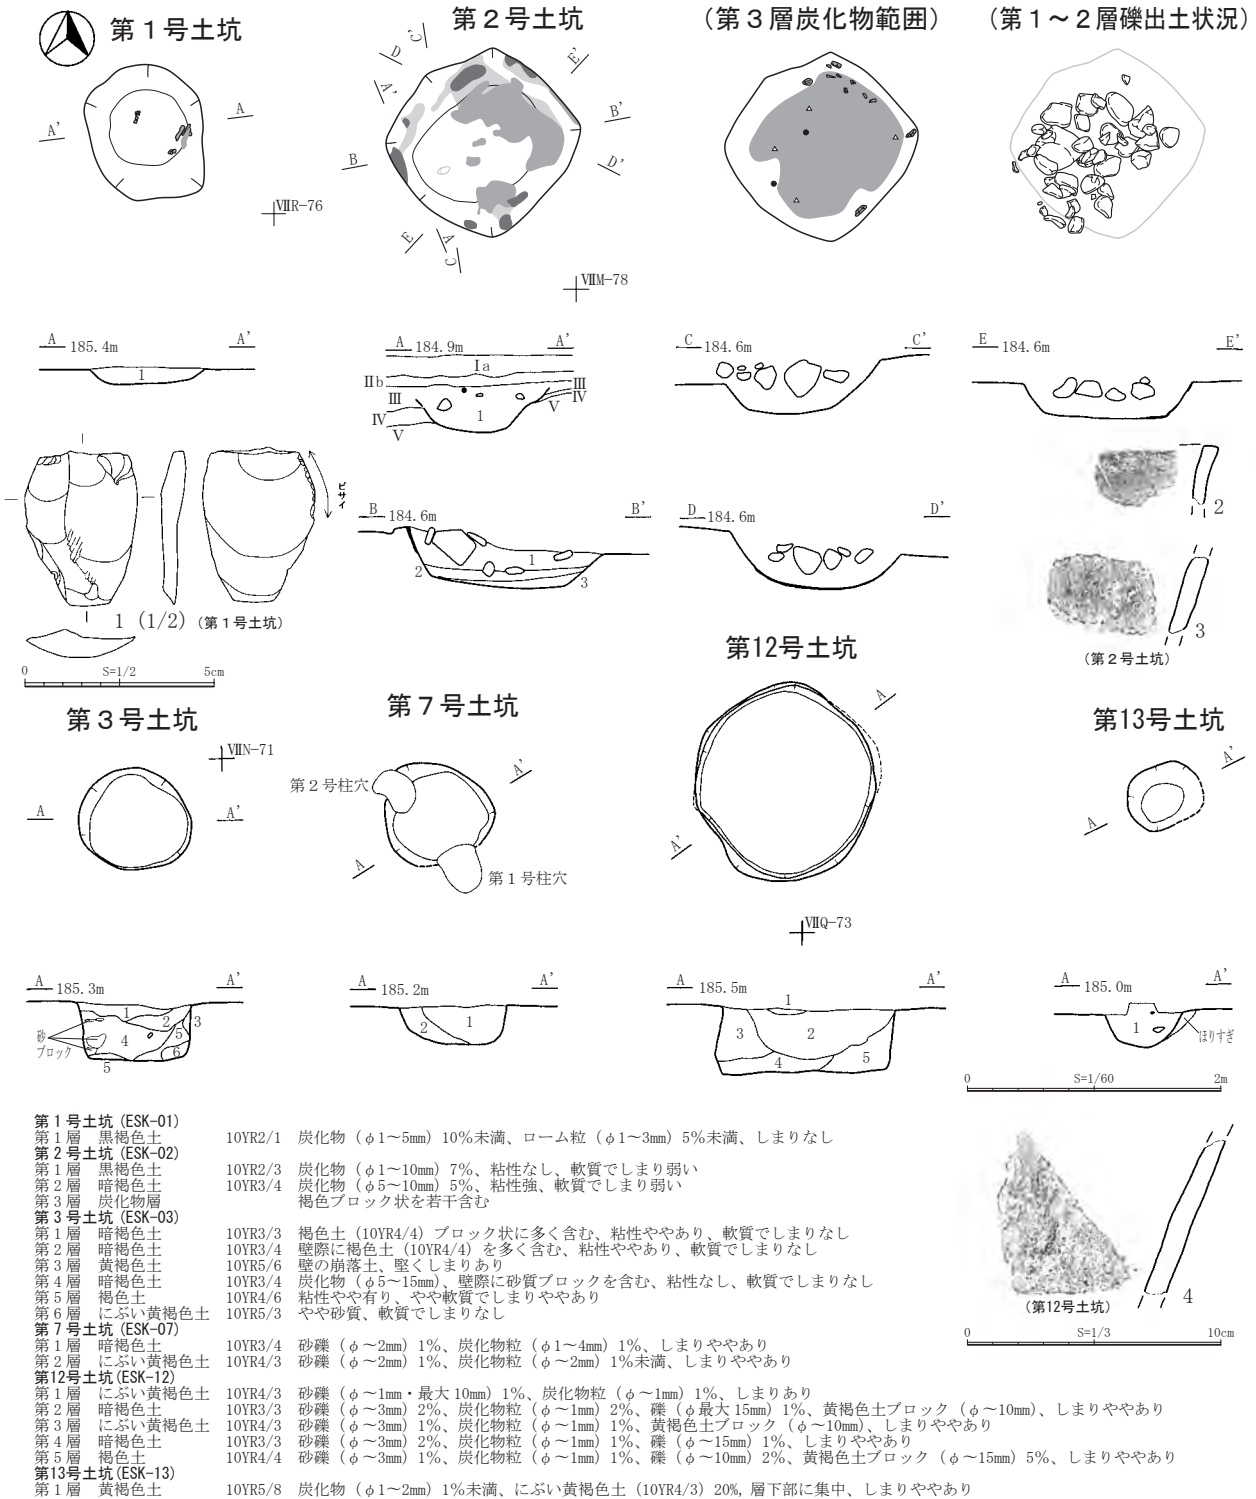 第１号土坑
第２号土坑
（第３層炭化物範囲）
（第１～２層礫出土状況）
A' A
ⅦR-76
D C' A' E' B' B D' E A C
ⅦM-78
A 185.4m A'
1
A 184.9m A'
Ⅰa
Ⅱb Ⅲ
Ⅲ Ⅳ
Ⅳ 1 Ⅴ
Ⅴ
C 184.6m C'
E 184.6m E'
サビ
B 184.6m B'
1
2 3
D 184.6m D'
2
3
（第２号土坑）
1 (1/2)（第１号土坑）
0 S=1/2 5cm
第３号土坑
ⅦN-71
A A'
第７号土坑
第２号柱穴
第１号柱穴
A A'
第12号土坑
A A'
ⅦQ-73
第13号土坑
A A'
A 185.3m A'
1 2 3 4 5 6 5
砂
ブロック
A 185.2m A'
1 2
A 185.5m A'
1 2 3 4 5
A 185.0m A'
1
ほりすぎ
0 S=1/60 2m
第１号土坑(ESK-01)
第１層 黒褐色土 10YR2/1 炭化物（φ1～5mm）10％未満、ローム粒（φ1～3mm）5％未満、しまりなし
第２号土坑(ESK-02)
第１層 黒褐色土 10YR2/3 炭化物（φ1～10mm）7％、粘性なし、軟質でしまり弱い
第２層 暗褐色土 10YR3/4 炭化物（φ5～10mm）5％、粘性強、軟質でしまり弱い
第３層 炭化物層 褐色ブロック状を若干含む
第３号土坑(ESK-03)
第１層 暗褐色土 10YR3/3 褐色土（10YR4/4）ブロック状に多く含む、粘性ややあり、軟質でしまりなし
第２層 暗褐色土 10YR3/4 壁際に褐色土（10YR4/4）を多く含む、粘性ややあり、軟質でしまりなし
第３層 黄褐色土 10YR5/6 壁の崩落土、堅くしまりあり
第４層 暗褐色土 10YR3/4 炭化物（φ5～15mm）、壁際に砂質ブロックを含む、粘性なし、軟質でしまりなし
第５層 褐色土 10YR4/6 粘性やや有り、やや軟質でしまりややあり
第６層 にぶい黄褐色土 10YR5/3 やや砂質、軟質でしまりなし
第７号土坑(ESK-07)
第１層 暗褐色土 10YR3/4 砂礫（φ～2mm）1％、炭化物粒（φ1～4mm）1％、しまりややあり
第２層 にぶい黄褐色土 10YR4/3 砂礫（φ～2mm）1％、炭化物粒（φ～2mm）1％未満、しまりややあり
第12号土坑(ESK-12)
第１層 にぶい黄褐色土 10YR4/3 砂礫（φ～1mm・最大10mm）1％、炭化物粒（φ～1mm）1％、しまりあり
第２層 暗褐色土 10YR3/3 砂礫（φ～3mm）2％、炭化物粒（φ～1mm）2％、礫（φ最大15mm）1％、黄褐色土ブロック（φ～10mm）、しまりややあり
第３層 にぶい黄褐色土 10YR4/3 砂礫（φ～3mm）1％、炭化物粒（φ～1mm）1％、黄褐色土ブロック（φ～10mm）、しまりややあり
第４層 暗褐色土 10YR3/3 砂礫（φ～3mm）2％、炭化物粒（φ～1mm）1％、礫（φ～15mm）1％、しまりややあり
第５層 褐色土 10YR4/4 砂礫（φ～3mm）1％、炭化物粒（φ～1mm）1％、礫（φ～10mm）2％、黄褐色土ブロック（φ～15mm）5％、しまりややあり
第13号土坑(ESK-13)
第１層 黄褐色土 10YR5/8 炭化物（φ1～2mm）1％未満、にぶい黄褐色土（10YR4/3）20％, 層下部に集中、しまりややあり
（第12号土坑）
4
0 S=1/3 10cm